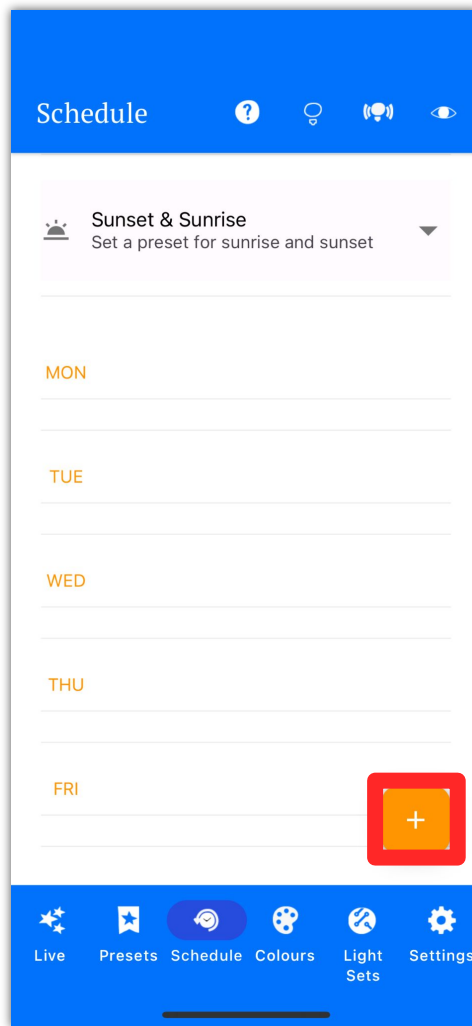 Schedule
Sunset & Sunrise
Set a preset for sunrise and sunset
MON
TUE
WED
THU
FRI
+
Live Presets Schedule Colours Light Sets Settings